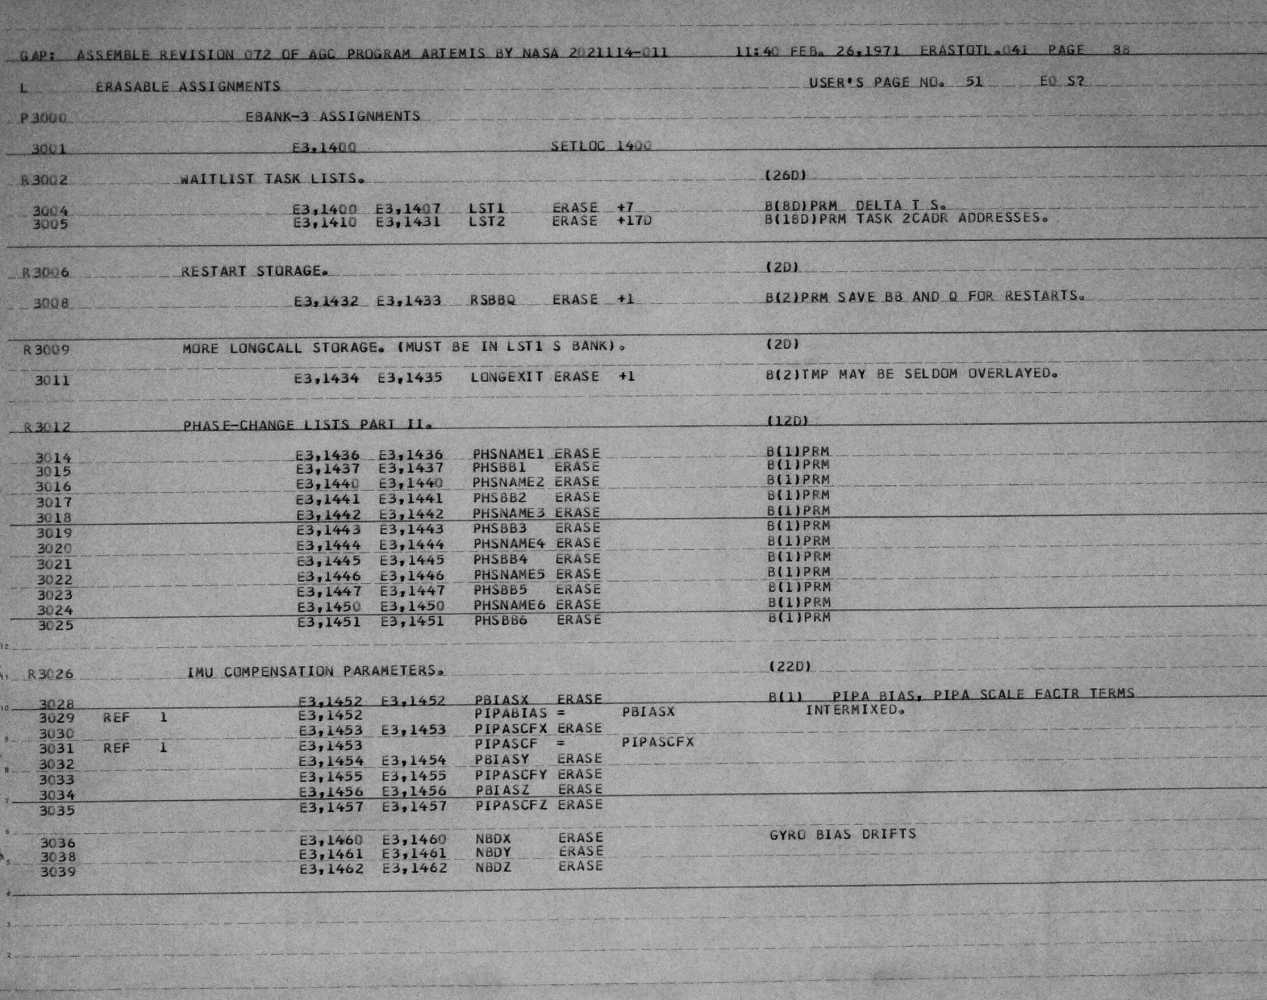 GAP: ASSEMBLE REVISION 072 OF AGC PROGRAM ARTEMIS BY NASA 2021114-011 11:40 FEB. 26,1971 ERASTOTL.041 PAGE 38
L ERASABLE ASSIGNMENTS USER'S PAGE NO. 51 E0 S?
P3000 EBANK-3 ASSIGNMENTS
3001 E3,1400 SETLOC 1400
R3002 WAITLIST TASK LISTS. (26D)
3004 E3,1400 E3,1407 LST1 ERASE +7 B(8D)PRM DELTA T S.
3005 E3,1410 E3,1431 LST2 ERASE +17D B(18D)PRM TASK 2CADR ADDRESSES.
R3006 RESTART STORAGE. (2D)
3008 E3,1432 E3,1433 RSBBQ ERASE +1 B(2)PRM SAVE BB AND Q FOR RESTARTS.
R3009 MORE LONGCALL STORAGE. (MUST BE IN LST1 S BANK). (2D)
3011 E3,1434 E3,1435 LONGEXIT ERASE +1 B(2)TMP MAY BE SELDOM OVERLAYED.
R3012 PHASE-CHANGE LISTS PART II. (12D)
3014 E3,1436 E3,1436 PHSNAME1 ERASE B(1)PRM
3015 E3,1437 E3,1437 PHSBB1 ERASE B(1)PRM
3016 E3,1440 E3,1440 PHSNAME2 ERASE B(1)PRM
3017 E3,1441 E3,1441 PHSBB2 ERASE B(1)PRM
3018 E3,1442 E3,1442 PHSNAME3 ERASE B(1)PRM
3019 E3,1443 E3,1443 PHSBB3 ERASE B(1)PRM
3020 E3,1444 E3,1444 PHSNAME4 ERASE B(1)PRM
3021 E3,1445 E3,1445 PHSBB4 ERASE B(1)PRM
3022 E3,1446 E3,1446 PHSNAME5 ERASE B(1)PRM
3023 E3,1447 E3,1447 PHSBB5 ERASE B(1)PRM
3024 E3,1450 E3,1450 PHSNAME6 ERASE B(1)PRM
3025 E3,1451 E3,1451 PHSBB6 ERASE B(1)PRM
12
R3026 IMU COMPENSATION PARAMETERS. (22D)
3028 E3,1452 E3,1452 PBIASX ERASE B(1) PIPA BIAS, PIPA SCALE FACTR TERMS
10 3029 REF 1 E3,1452 PIPABIAS = PBIASX INTERMIXED.
3030 E3,1453 E3,1453 PIPASCFX ERASE
9 3031 REF 1 E3,1453 PIPASCF = PIPASCFX
3032 E3,1454 E3,1454 PBIASY ERASE
8 3033 E3,1455 E3,1455 PIPASCFY ERASE
3034 E3,1456 E3,1456 PBIASZ ERASE
7 3035 E3,1457 E3,1457 PIPASCFZ ERASE
6
3036 E3,1460 E3,1460 NBDX ERASE GYRO BIAS DRIFTS
3038 E3,1461 E3,1461 NBDY ERASE
5 3039 E3,1462 E3,1462 NBDZ ERASE
4
3
2